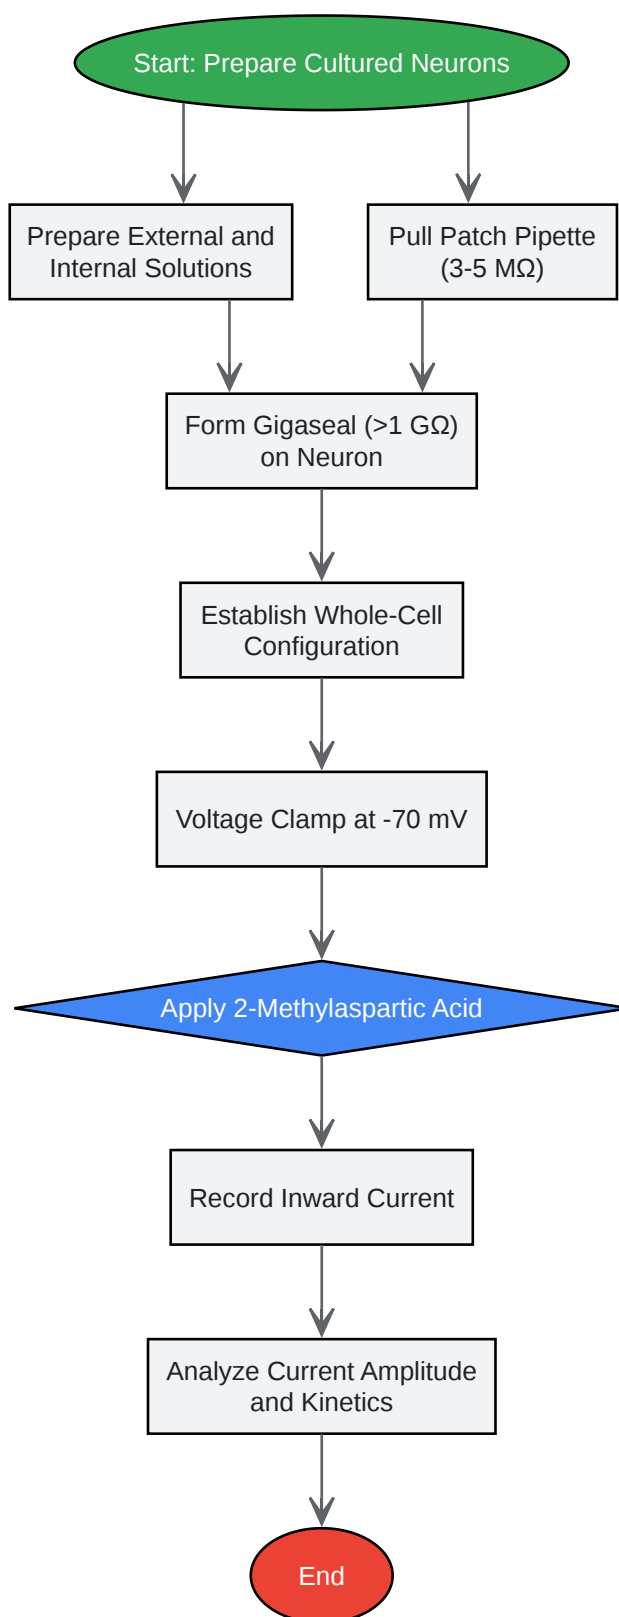 Start: Prepare Cultured Neurons
Prepare External and
Internal Solutions
Pull Patch Pipette
(3-5 MΩ)
Form Gigaseal (>1 GΩ)
on Neuron
Establish Whole-Cell
Configuration
Voltage Clamp at -70 mV
Apply 2-Methylaspartic Acid
Record Inward Current
Analyze Current Amplitude
and Kinetics
End